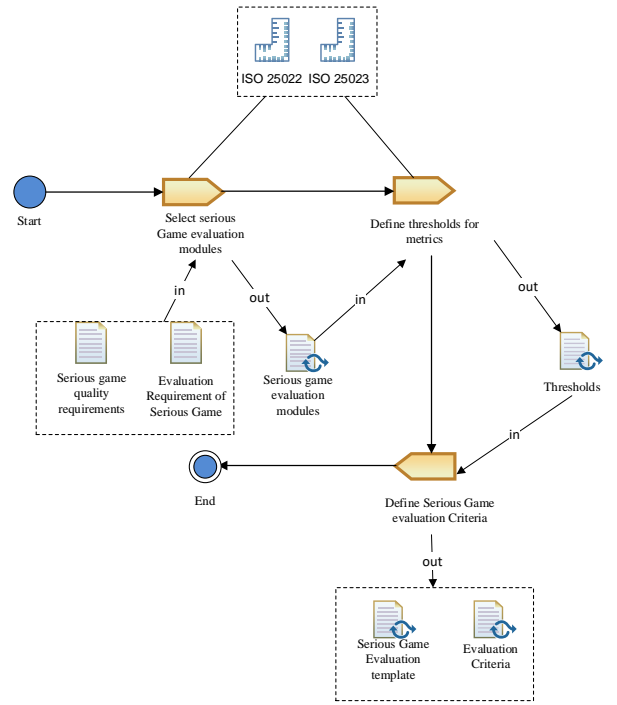 ISO 25022 ISO 25023
Start
Select serious
Game evaluation
modules
Define thresholds for
metrics
in
out
in
out
Serious game
quality
requirements
Evaluation
Requirement of
Serious Game
Serious game
evaluation
modules
Thresholds
in
End
Define Serious Game
evaluation Criteria
out
Serious Game
Evaluation
template
Evaluation
Criteria